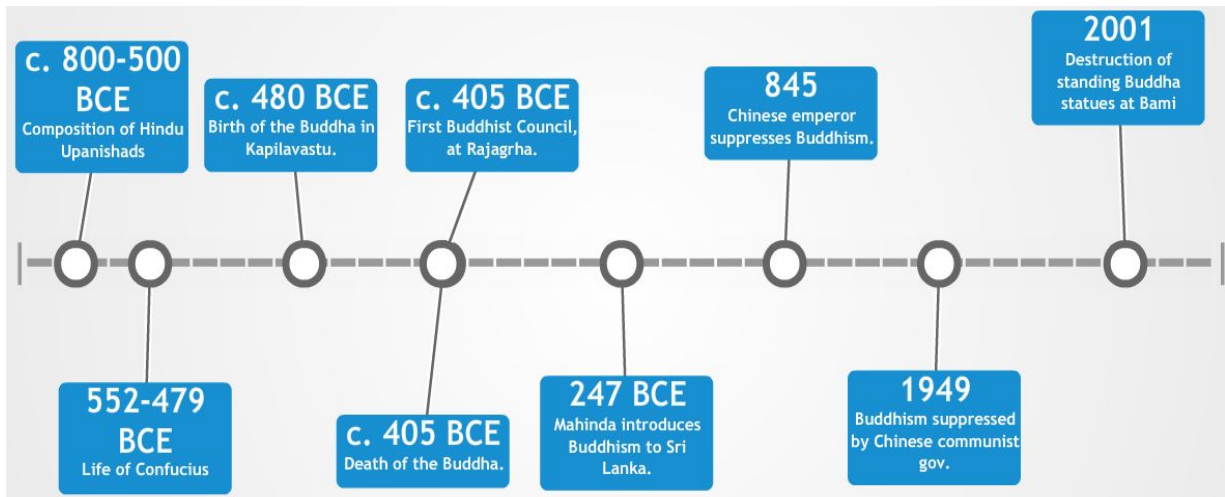 c. 800-500
BCE
Composition of Hindu
Upanishads
552-479
BCE
Life of Confucius
c. 480 BCE
Birth of the Buddha in
Kapilavastu.
c. 405 BCE
First Buddhist Council,
at Rajagrha.
c. 405 BCE
Death of the Buddha.
247 BCE
Mahinda introduces
Buddhism to Sri
Lanka.
845
Chinese emperor
suppresses Buddhism.
1949
Buddhism suppressed
by Chinese communist
gov.
2001
Destruction of
standing Buddha
statues at Bami